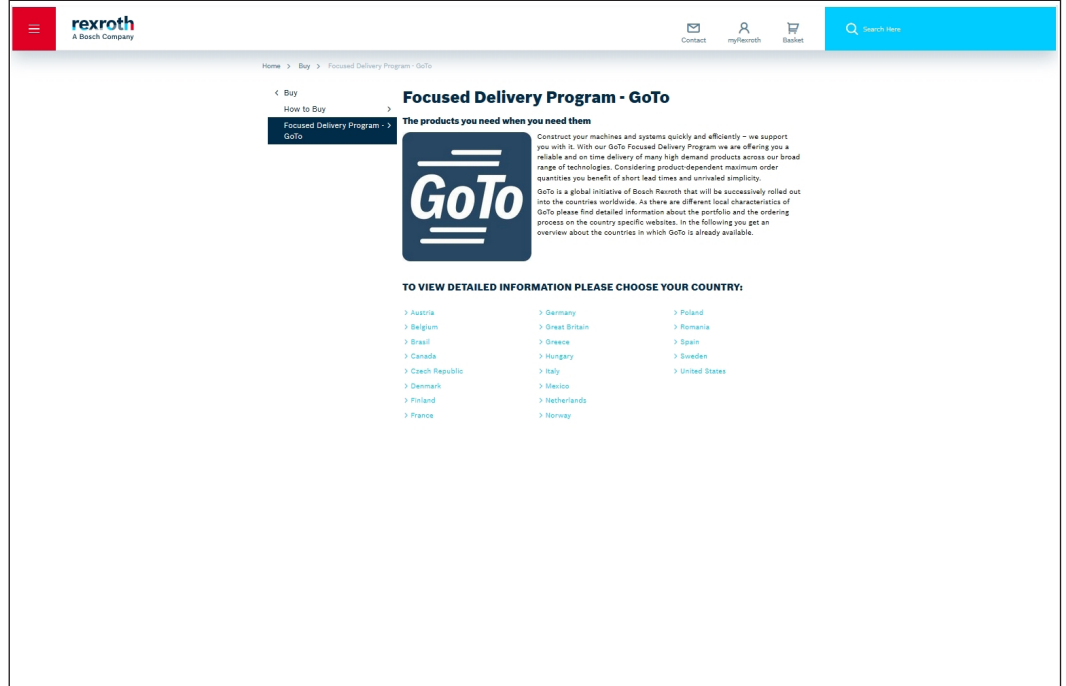 rexroth
A Bosch Company
Contact
myRexroth
Basket
Search Here
Home > Buy > Focused Delivery Program - GoTo
< Buy
How to Buy >
Focused Delivery Program - >
GoTo
Focused Delivery Program - GoTo
The products you need when you need them
GoTo
Construct your machines and systems quickly and efficiently – we support
you with it. With our GoTo Focused Delivery Program we are offering you a
reliable and on time delivery of many high demand products across our broad
range of technologies. Considering product-dependent maximum order
quantities you benefit of short lead times and unrivaled simplicity.
GoTo is a global initiative of Bosch Rexroth that will be successively rolled out
into the countries worldwide. As there are different local characteristics of
GoTo please find detailed information about the portfolio and the ordering
process on the country specific websites. In the following you get an
overview about the countries in which GoTo is already available.
TO VIEW DETAILED INFORMATION PLEASE CHOOSE YOUR COUNTRY:
> Austria
> Belgium
> Brasil
> Canada
> Czech Republic
> Denmark
> Finland
> France
> Germany
> Great Britain
> Greece
> Hungary
> Italy
> Mexico
> Netherlands
> Norway
> Poland
> Romania
> Spain
> Sweden
> United States